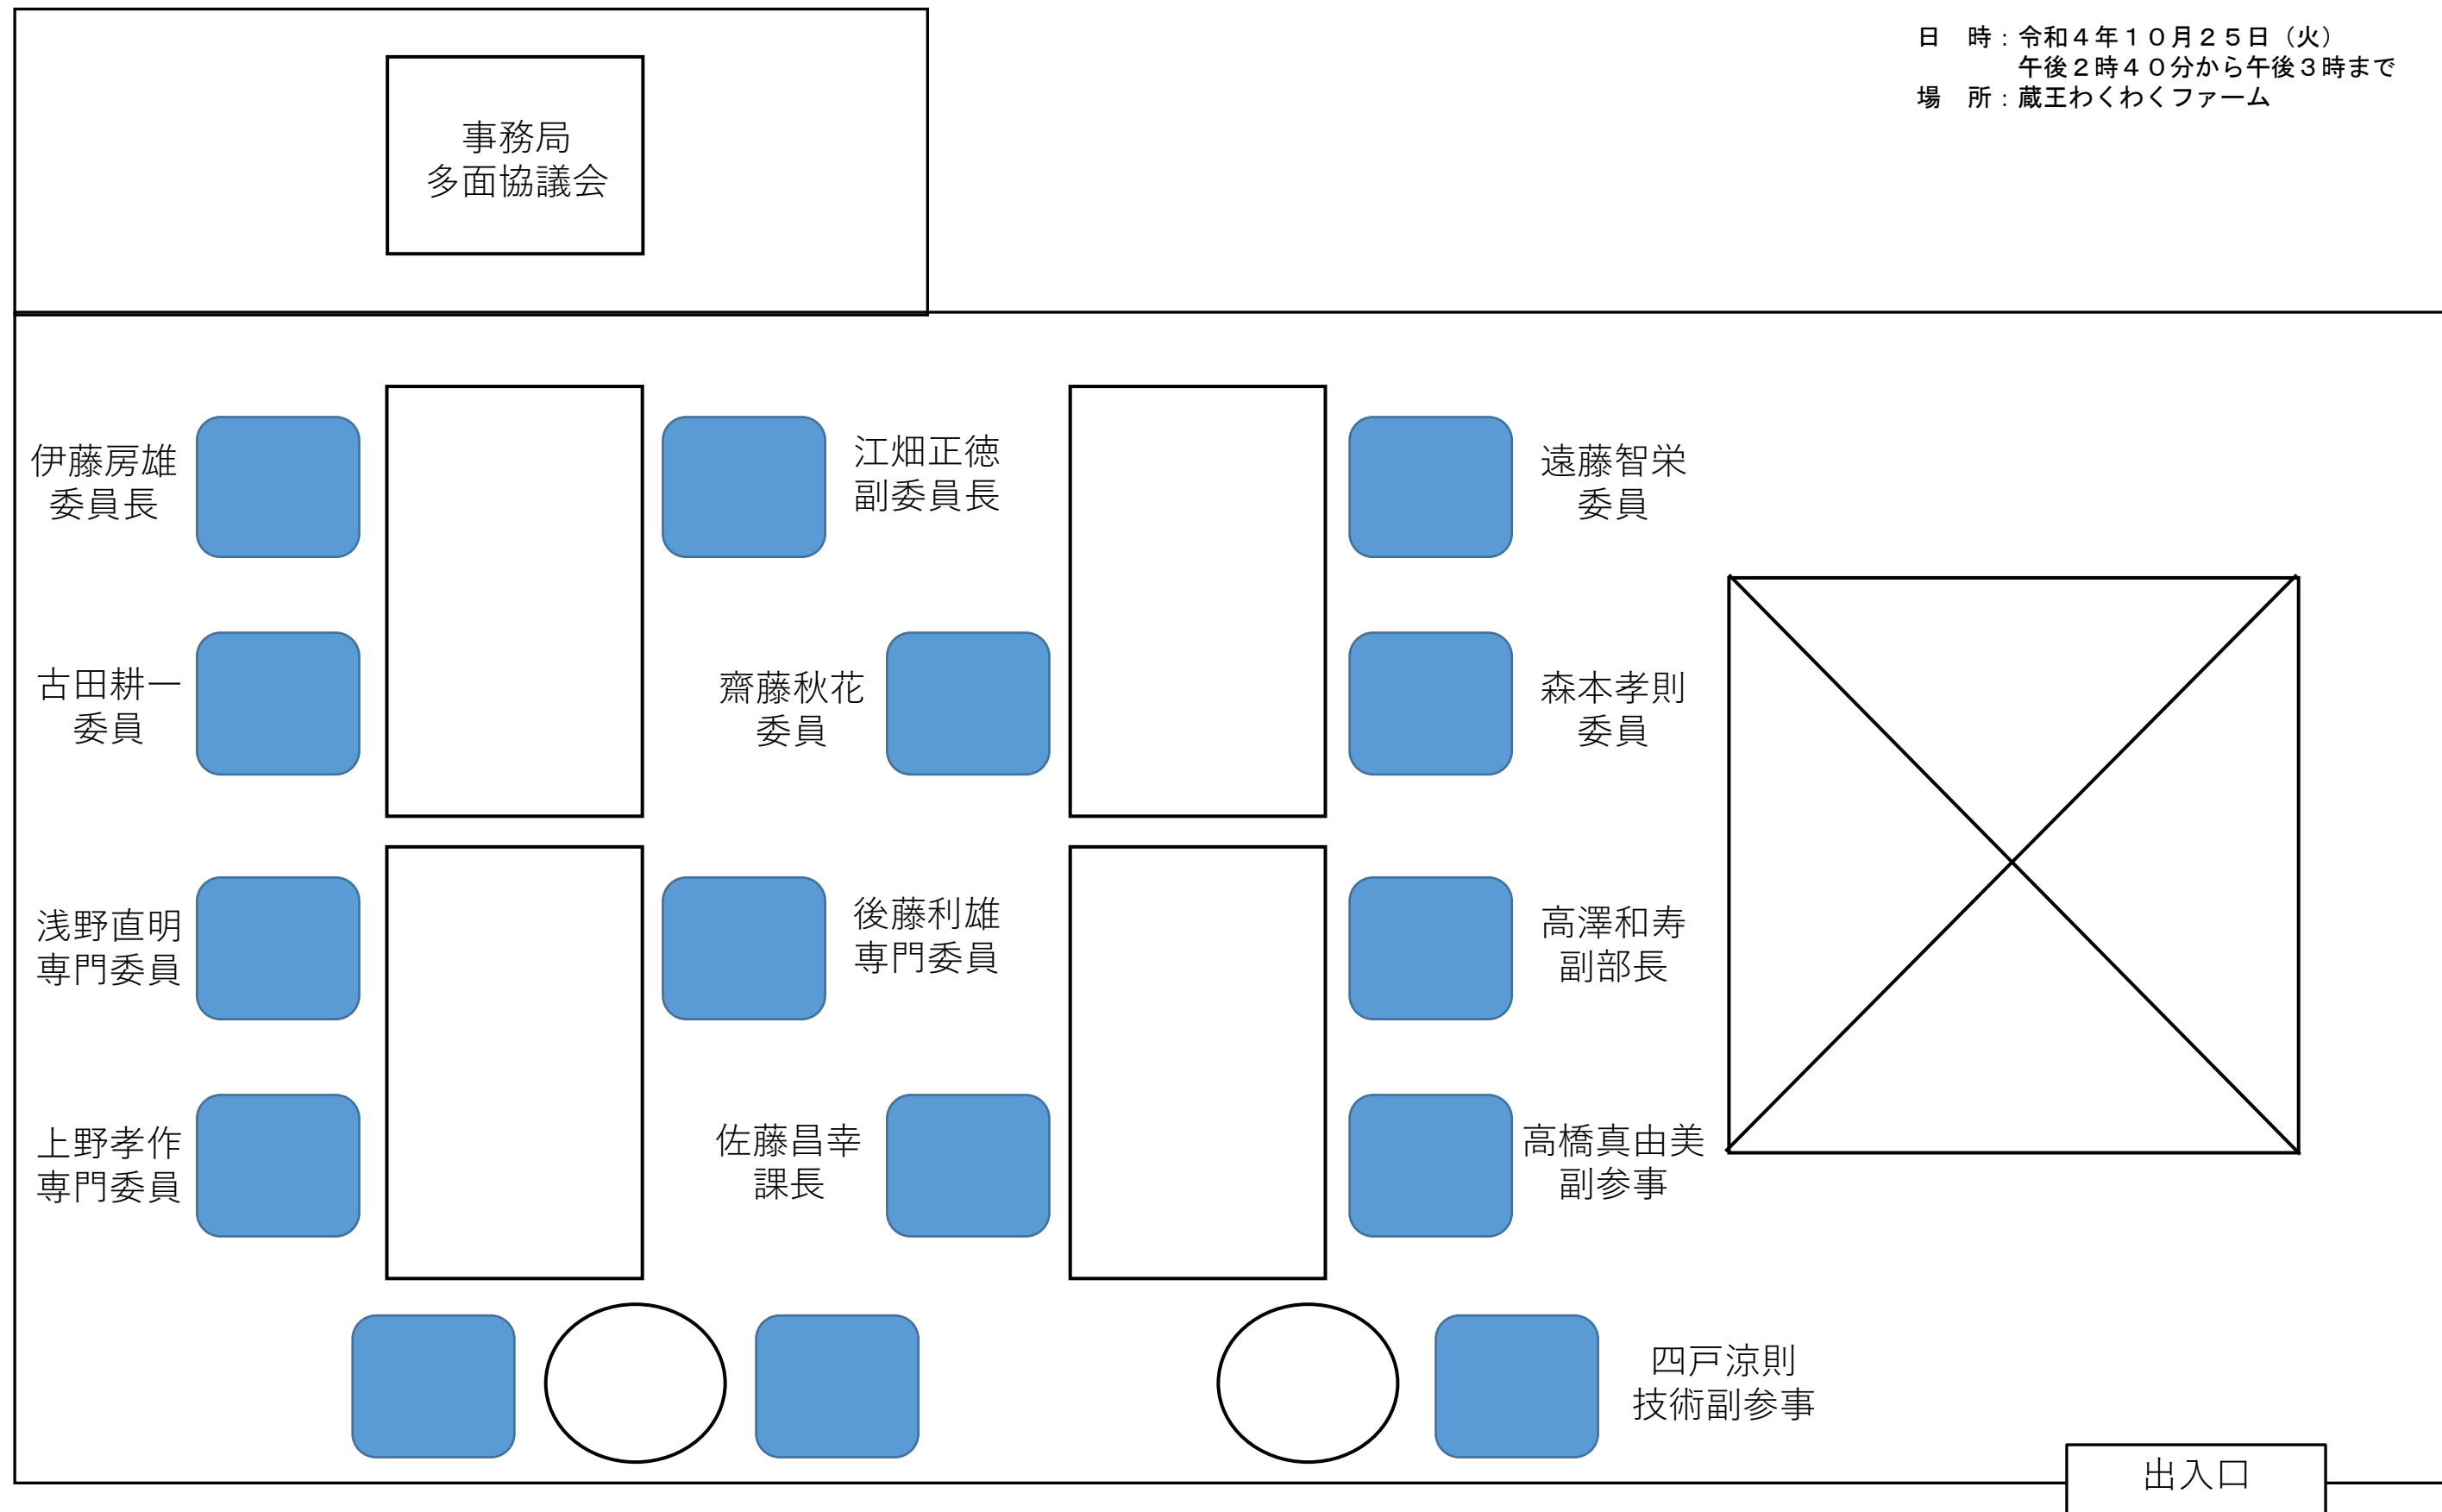 日　時：令和４年１０月２５日（火）
午後２時４０分から午後３時まで
場　所：蔵王わくわくファーム
事務局
多面協議会
伊藤房雄
委員長
江畑正徳
副委員長
遠藤智栄
委員
古田耕一
委員
齋藤秋花
委員
森本孝則
委員
浅野直明
専門委員
後藤利雄
専門委員
高澤和寿
副部長
上野孝作
専門委員
佐藤昌幸
課長
高橋真由美
副参事
四戸涼則
技術副参事
出入口